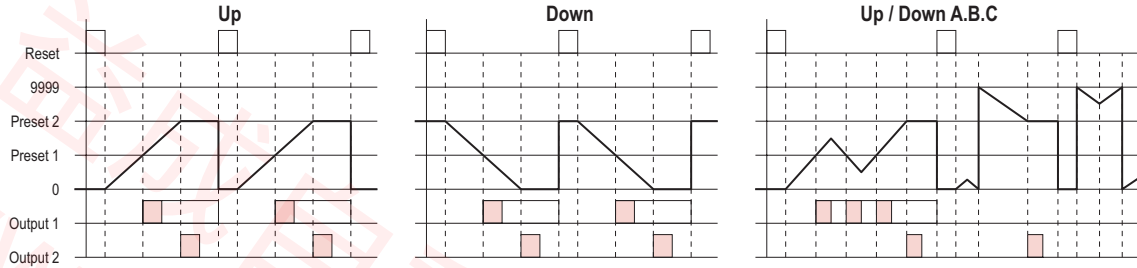 Up
Down
Up / Down A.B.C
Reset
9999
Preset 2
Preset 1
0
Output 1
Output 2